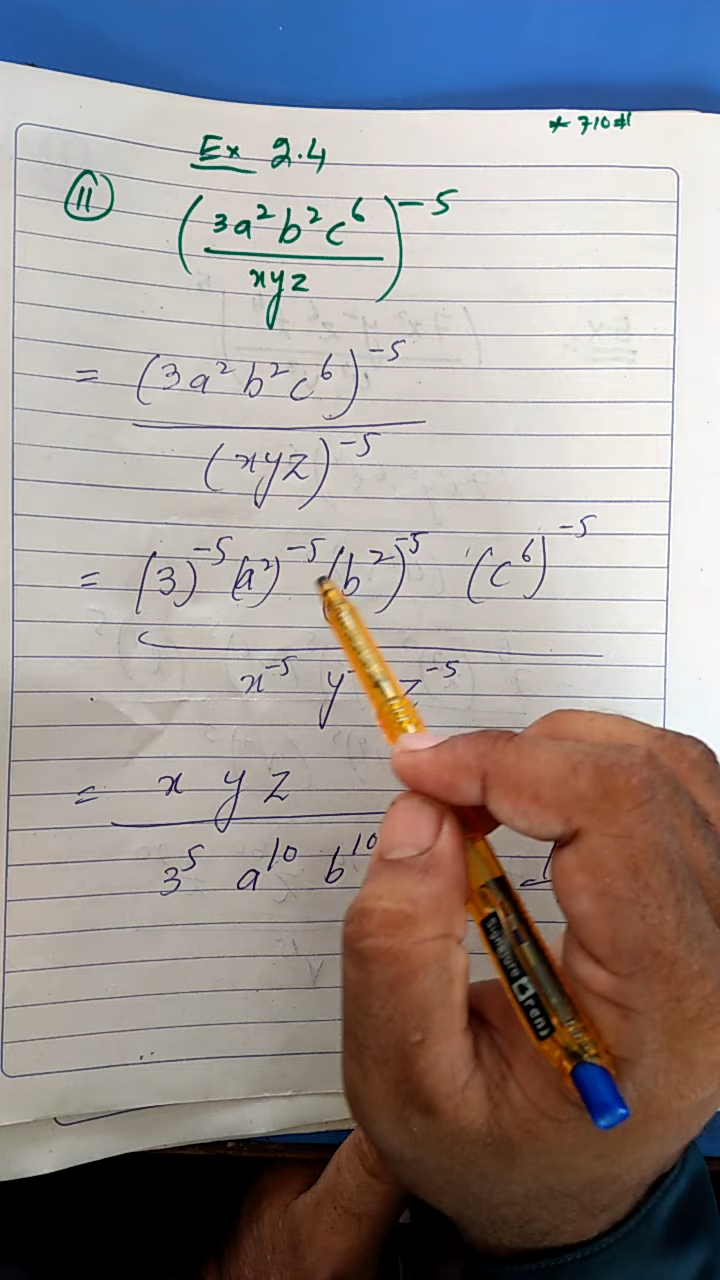 Ex 2.4
(11) (3a²b²c⁶/xyz)⁻⁵
= (3a²b²c⁶)⁻⁵/(xyz)⁻⁵
= (3)⁻⁵(a²)⁻⁵(b²)⁻⁵ (c⁶)⁻⁵
x⁻⁵ y⁻ z⁻⁵
= x y z
3⁵ a¹⁰ b¹⁰